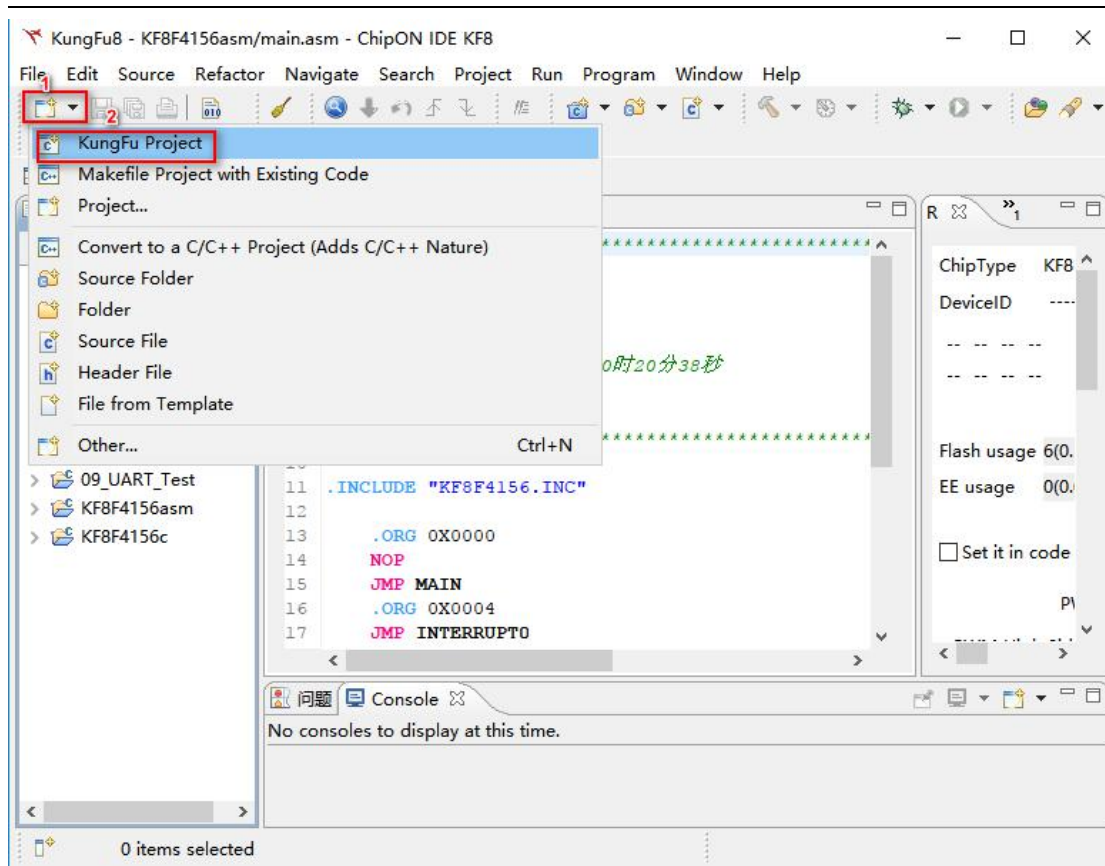 KungFu8 - KF8F4156asm/main.asm - ChipON IDE KF8
File Edit Source Refactor Navigate Search Project Run Program Window Help
1
2
KungFu Project
Makefile Project with Existing Code
Project...
Convert to a C/C++ Project (Adds C/C++ Nature)
Source Folder
Folder
Source File
Header File
File from Template
Other... Ctrl+N
09_UART_Test
KF8F4156asm
KF8F4156c
R
»1
************************
0时20分38秒
************************
11 .INCLUDE "KF8F4156.INC"
12
13 .ORG 0X0000
14 NOP
15 JMP MAIN
16 .ORG 0X0004
17 JMP INTERRUPT0
ChipType KF8
DeviceID ----
-- -- -- --
-- -- -- --
Flash usage 6(0.
EE usage 0(0.
Set it in code
问题 Console
No consoles to display at this time.
0 items selected